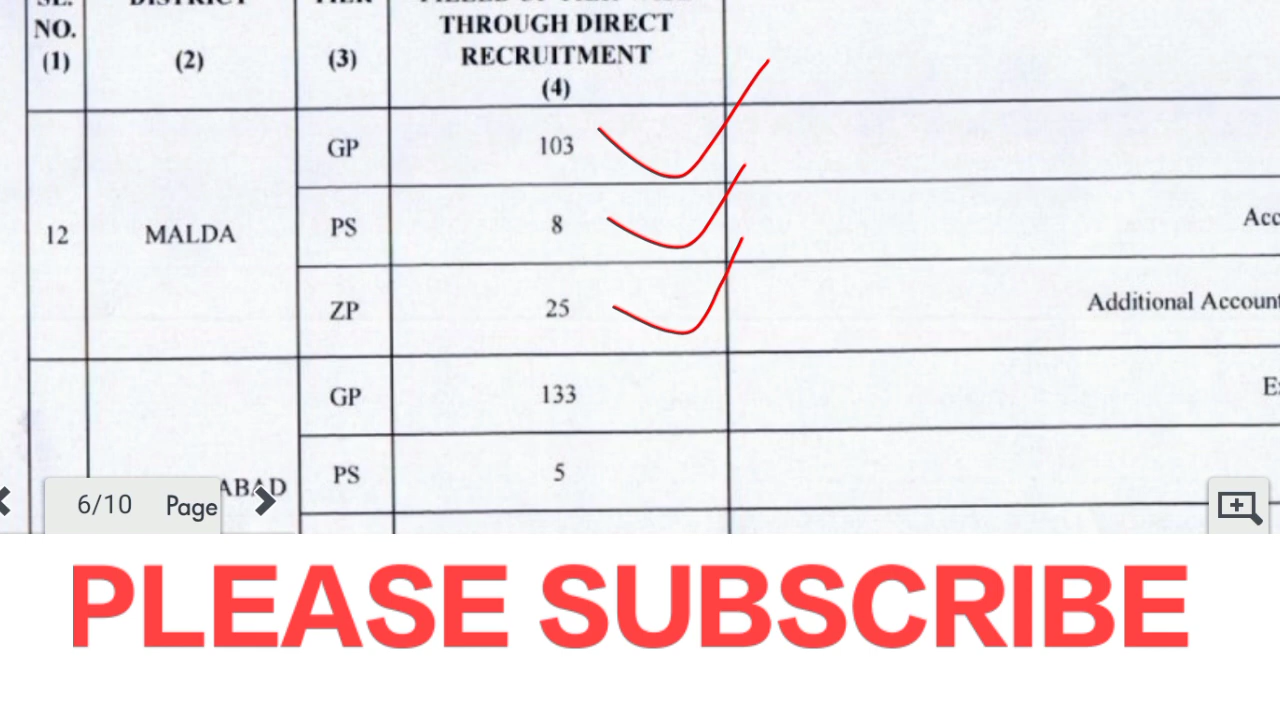 NO.
(1)
(2)
(3)
THROUGH DIRECT
RECRUITMENT
(4)
GP 103
12 MALDA PS 8 Acc
ZP 25 Additional Account
GP 133
PS 5
ABAD
6/10 Page
PLEASE SUBSCRIBE